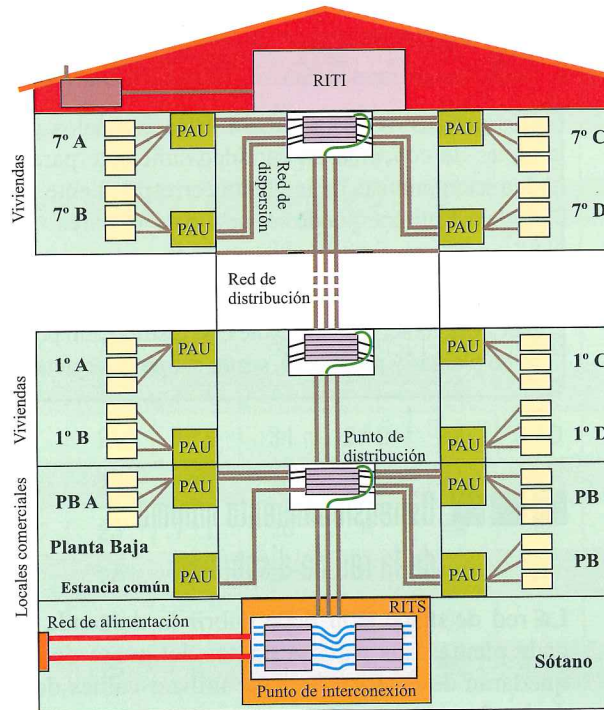 RITI
7º A
PAU
PAU
7º C
Viviendas
Red de
dispersión
7º B
PAU
PAU
7º D
Red de
distribución
1º A
PAU
PAU
1º C
Viviendas
1º B
PAU
PAU
1º D
Punto de
distribución
Locales comerciales
PB A
PAU
PAU
PB
Planta Baja
Estancia común
PAU
PAU
PB
Red de alimentación
RITS
Punto de interconexión
Sótano